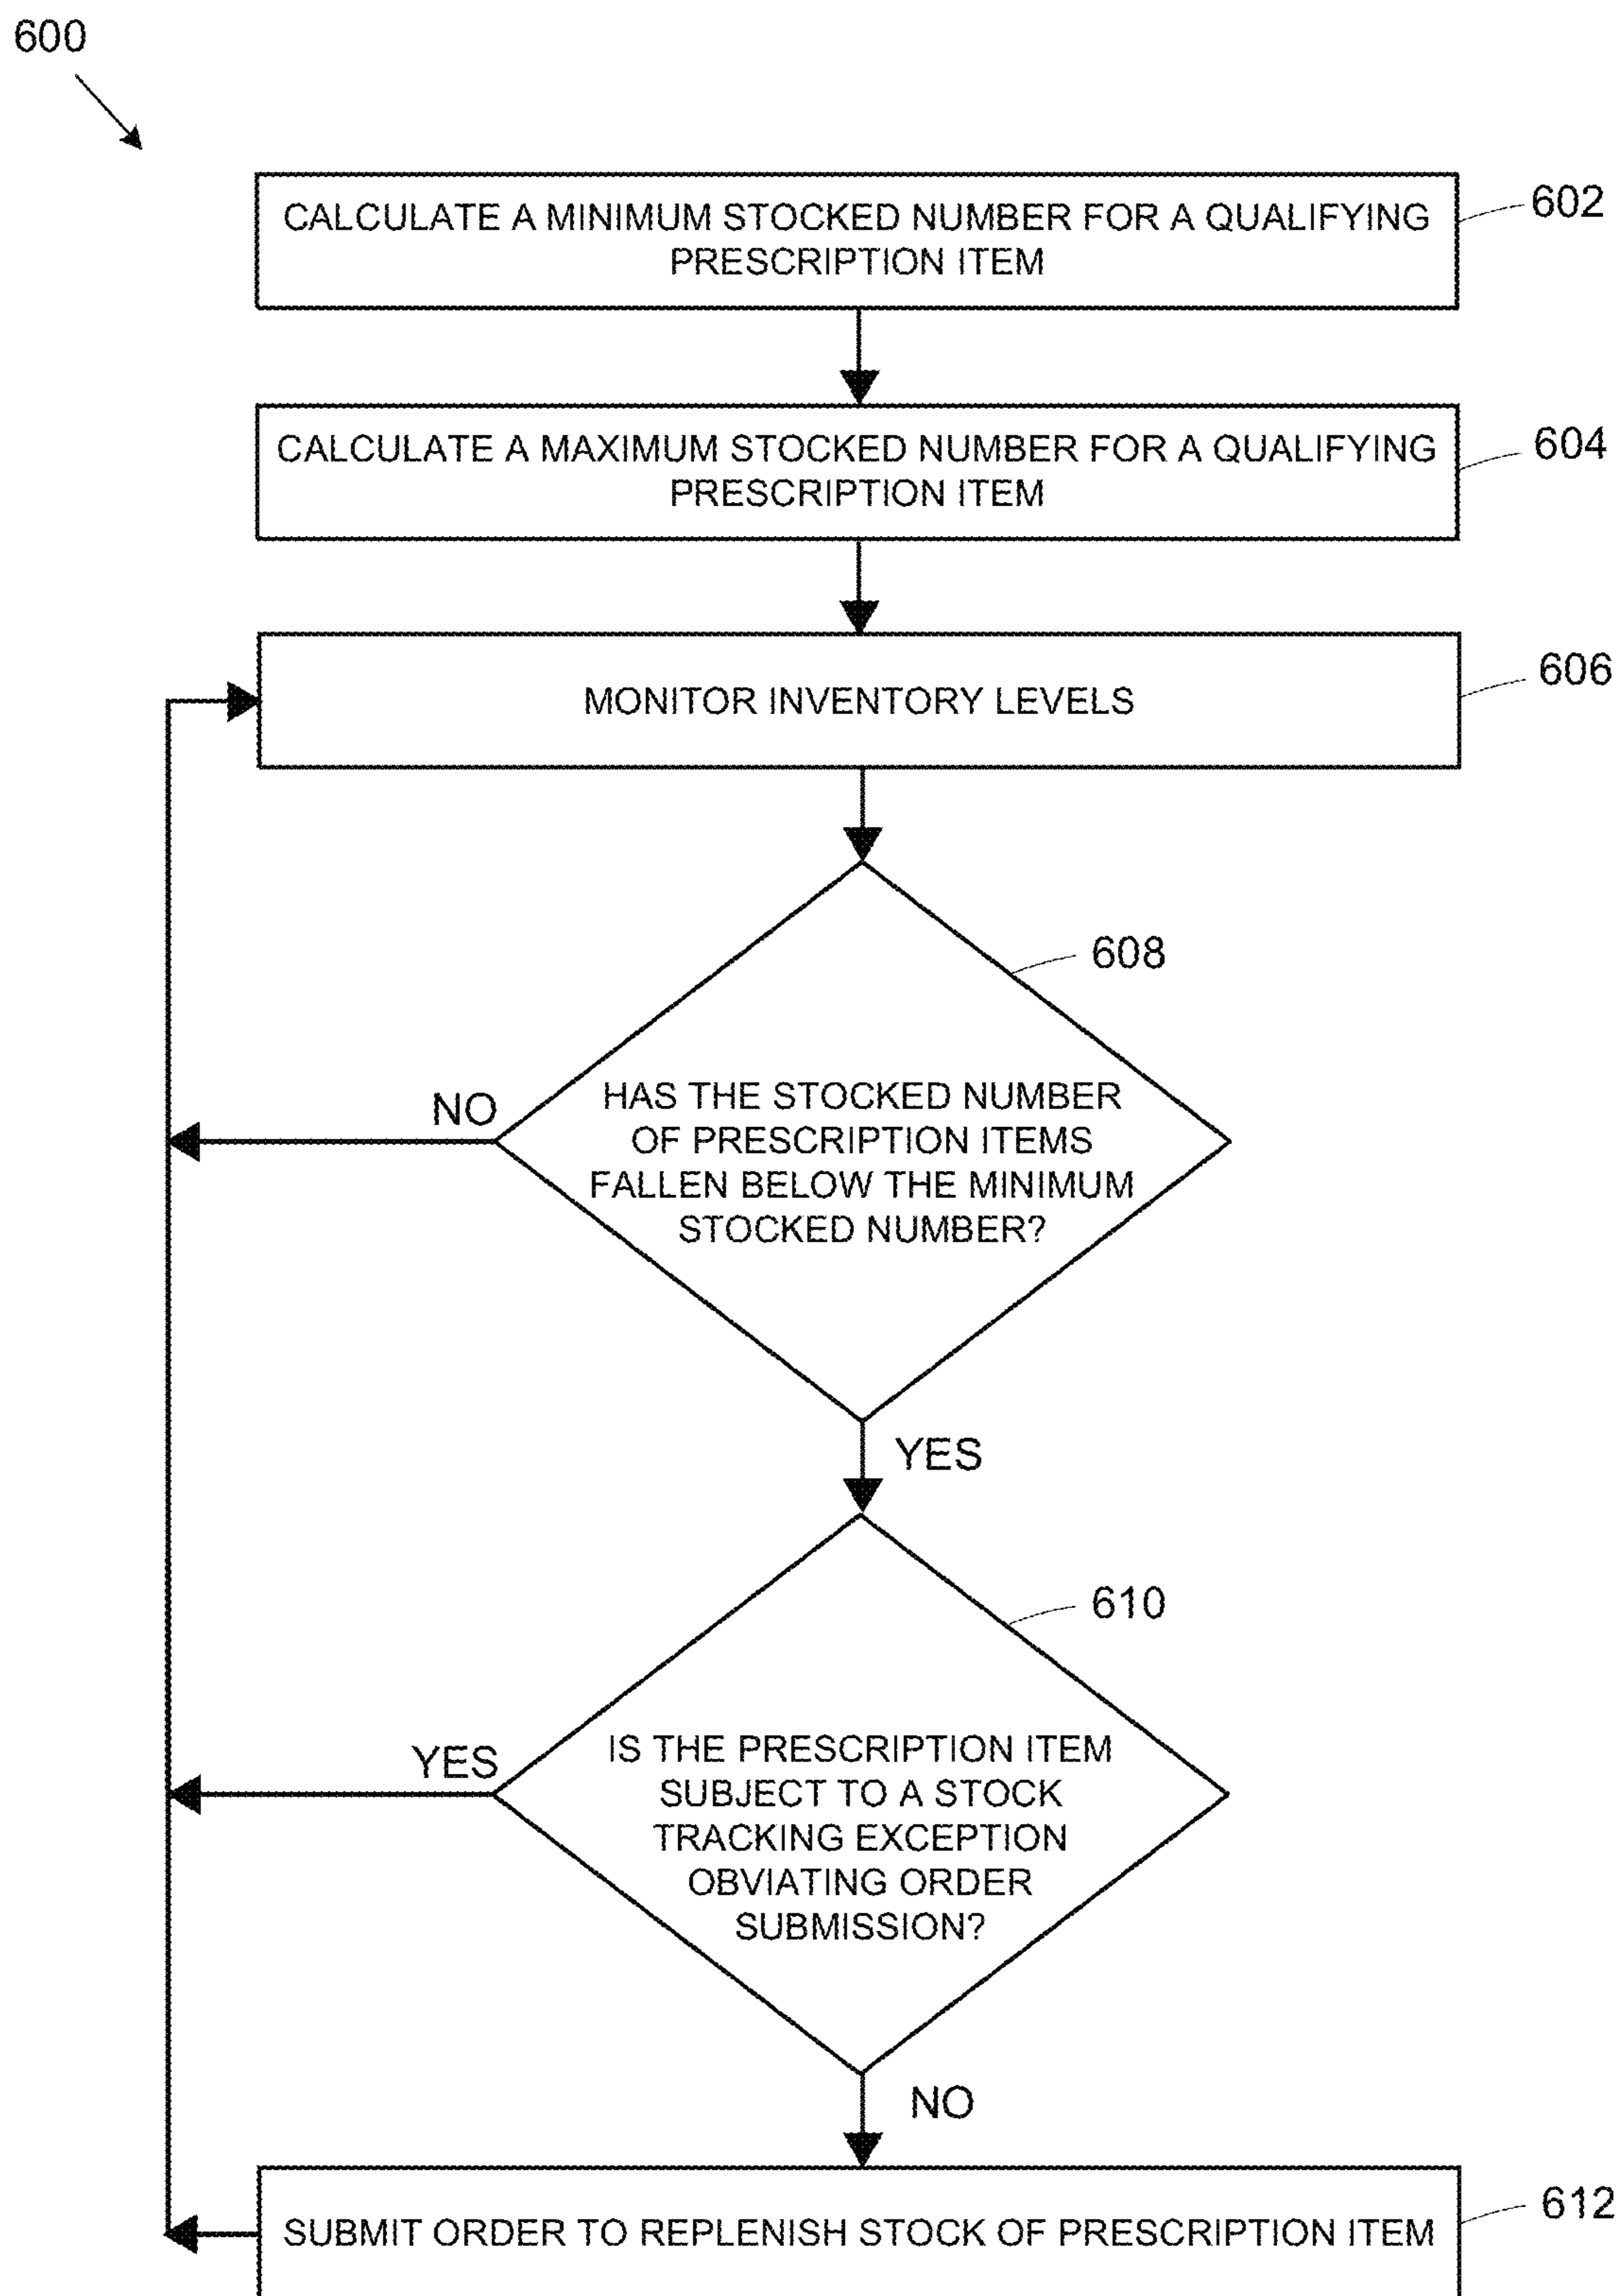 600
CALCULATE A MINIMUM STOCKED NUMBER FOR A QUALIFYING
PRESCRIPTION ITEM
602
CALCULATE A MAXIMUM STOCKED NUMBER FOR A QUALIFYING
PRESCRIPTION ITEM
604
MONITOR INVENTORY LEVELS
606
608
HAS THE STOCKED NUMBER
OF PRESCRIPTION ITEMS
FALLEN BELOW THE MINIMUM
STOCKED NUMBER?
NO
YES
610
IS THE PRESCRIPTION ITEM
SUBJECT TO A STOCK
TRACKING EXCEPTION
OBVIATING ORDER
SUBMISSION?
YES
NO
SUBMIT ORDER TO REPLENISH STOCK OF PRESCRIPTION ITEM
612